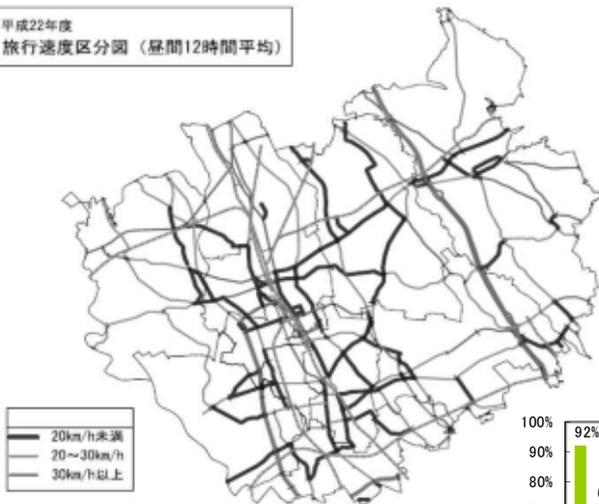 平成22年度
旅行速度区分図（昼間12時間平均）
20km/h未満
20～30km/h
30km/h以上
100%
90%
80%
92%